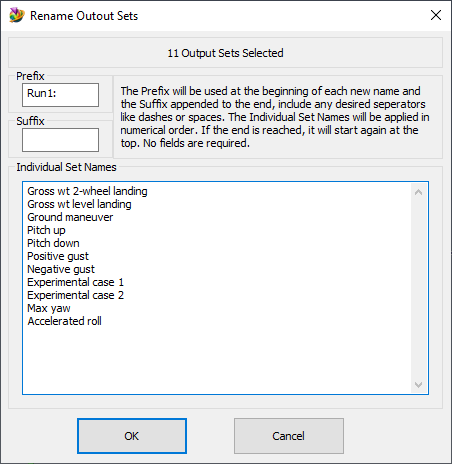 Rename Outout Sets
11 Output Sets Selected
Prefix
Run1:
The Prefix will be used at the beginning of each new name and
the Suffix appended to the end, include any desired seperators
like dashes or spaces. The Individual Set Names will be applied in
numerical order. If the end is reached, it will start again at the
top. No fields are required.
Suffix
Individual Set Names
Gross wt 2-wheel landing
Gross wt level landing
Ground maneuver
Pitch up
Pitch down
Positive gust
Negative gust
Experimental case 1
Experimental case 2
Max yaw
Accelerated roll
OK
Cancel